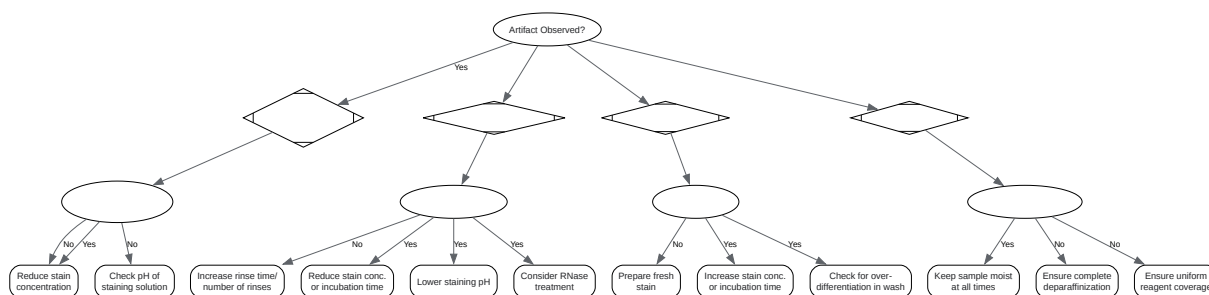 Artifact Observed?
Yes
No
Yes
No
No
Yes
Yes
Yes
No
Yes
Yes
Yes
No
No
Reduce stain
concentration
Check pH of
staining solution
Increase rinse time/
number of rinses
Reduce stain conc.
or incubation time
Lower staining pH
Consider RNase
treatment
Prepare fresh
stain
Increase stain conc.
or incubation time
Check for over-
differentiation in wash
Keep sample moist
at all times
Ensure complete
deparaffinization
Ensure uniform
reagent coverage